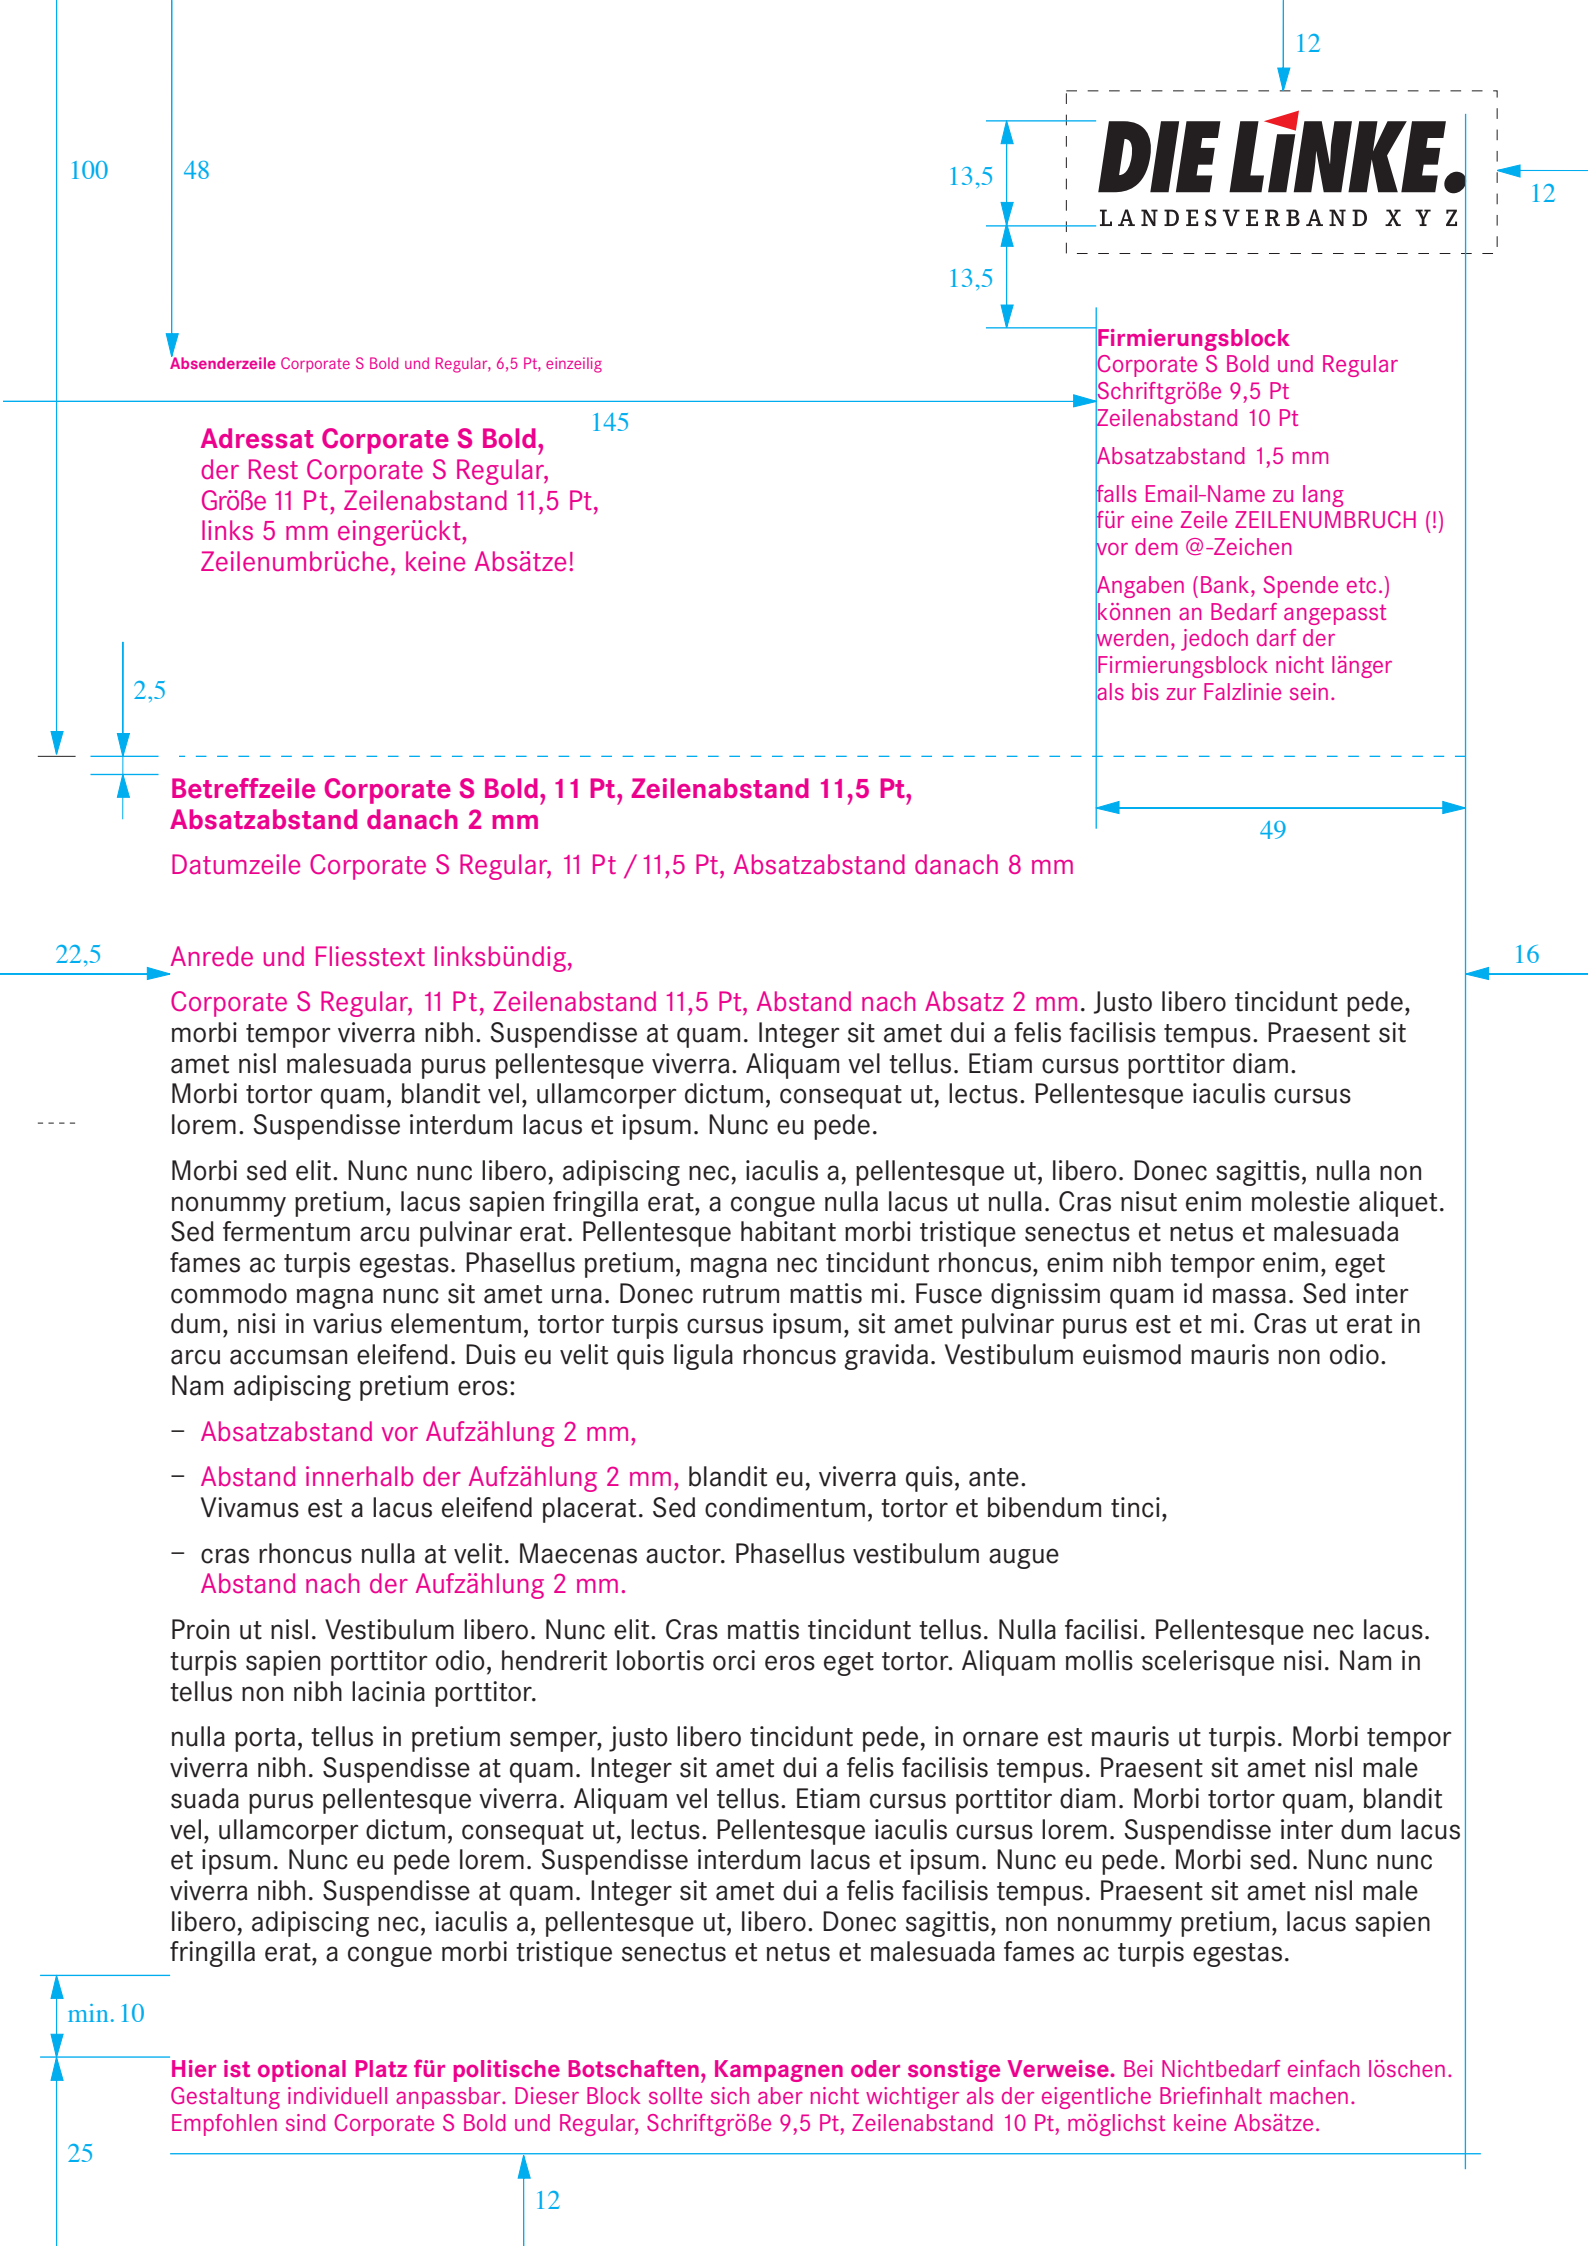 12
100
48
13,5
DIE LINKE.
12
LANDESVERBAND X Y Z
13,5
Absenderzeile Corporate S Bold und Regular, 6,5 Pt, einzeilig
145
Adressat Corporate S Bold,
der Rest Corporate S Regular,
Größe 11 Pt, Zeilenabstand 11,5 Pt,
links 5 mm eingerückt,
Zeilenumbrüche, keine Absätze!
Firmierungsblock
Corporate S Bold und Regular
Schriftgröße 9,5 Pt
Zeilenabstand 10 Pt
Absatzabstand 1,5 mm
falls Email-Name zu lang
für eine Zeile ZEILENUMBRUCH (!)
vor dem @-Zeichen
Angaben (Bank, Spende etc.)
können an Bedarf angepasst
werden, jedoch darf der
Firmierungsblock nicht länger
als bis zur Falzlinie sein.
2,5
Betreffzeile Corporate S Bold, 11 Pt, Zeilenabstand 11,5 Pt,
Absatzabstand danach 2 mm
49
Datumzeile Corporate S Regular, 11 Pt / 11,5 Pt, Absatzabstand danach 8 mm
22,5
Anrede und Fliesstext linksbündig,
16
Corporate S Regular, 11 Pt, Zeilenabstand 11,5 Pt, Abstand nach Absatz 2 mm. Justo libero tincidunt pede,
morbi tempor viverra nibh. Suspendisse at quam. Integer sit amet dui a felis facilisis tempus. Praesent sit
amet nisl malesuada purus pellentesque viverra. Aliquam vel tellus. Etiam cursus porttitor diam.
Morbi tortor quam, blandit vel, ullamcorper dictum, consequat ut, lectus. Pellentesque iaculis cursus
lorem. Suspendisse interdum lacus et ipsum. Nunc eu pede.
Morbi sed elit. Nunc nunc libero, adipiscing nec, iaculis a, pellentesque ut, libero. Donec sagittis, nulla non
nonummy pretium, lacus sapien fringilla erat, a congue nulla lacus ut nulla. Cras nisut enim molestie aliquet.
Sed fermentum arcu pulvinar erat. Pellentesque habitant morbi tristique senectus et netus et malesuada
fames ac turpis egestas. Phasellus pretium, magna nec tincidunt rhoncus, enim nibh tempor enim, eget
commodo magna nunc sit amet urna. Donec rutrum mattis mi. Fusce dignissim quam id massa. Sed inter
dum, nisi in varius elementum, tortor turpis cursus ipsum, sit amet pulvinar purus est et mi. Cras ut erat in
arcu accumsan eleifend. Duis eu velit quis ligula rhoncus gravida. Vestibulum euismod mauris non odio.
Nam adipiscing pretium eros:
– Absatzabstand vor Aufzählung 2 mm,
– Abstand innerhalb der Aufzählung 2 mm, blandit eu, viverra quis, ante.
Vivamus est a lacus eleifend placerat. Sed condimentum, tortor et bibendum tinci,
– cras rhoncus nulla at velit. Maecenas auctor. Phasellus vestibulum augue
Abstand nach der Aufzählung 2 mm.
Proin ut nisl. Vestibulum libero. Nunc elit. Cras mattis tincidunt tellus. Nulla facilisi. Pellentesque nec lacus.
turpis sapien porttitor odio, hendrerit lobortis orci eros eget tortor. Aliquam mollis scelerisque nisi. Nam in
tellus non nibh lacinia porttitor.
nulla porta, tellus in pretium semper, justo libero tincidunt pede, in ornare est mauris ut turpis. Morbi tempor
viverra nibh. Suspendisse at quam. Integer sit amet dui a felis facilisis tempus. Praesent sit amet nisl male
suada purus pellentesque viverra. Aliquam vel tellus. Etiam cursus porttitor diam. Morbi tortor quam, blandit
vel, ullamcorper dictum, consequat ut, lectus. Pellentesque iaculis cursus lorem. Suspendisse inter dum lacus
et ipsum. Nunc eu pede lorem. Suspendisse interdum lacus et ipsum. Nunc eu pede. Morbi sed. Nunc nunc
viverra nibh. Suspendisse at quam. Integer sit amet dui a felis facilisis tempus. Praesent sit amet nisl male
libero, adipiscing nec, iaculis a, pellentesque ut, libero. Donec sagittis, non nonummy pretium, lacus sapien
fringilla erat, a congue morbi tristique senectus et netus et malesuada fames ac turpis egestas.
min. 10
Hier ist optional Platz für politische Botschaften, Kampagnen oder sonstige Verweise. Bei Nichtbedarf einfach löschen.
Gestaltung individuell anpassbar. Dieser Block sollte sich aber nicht wichtiger als der eigentliche Briefinhalt machen.
Empfohlen sind Corporate S Bold und Regular, Schriftgröße 9,5 Pt, Zeilenabstand 10 Pt, möglichst keine Absätze.
25
12